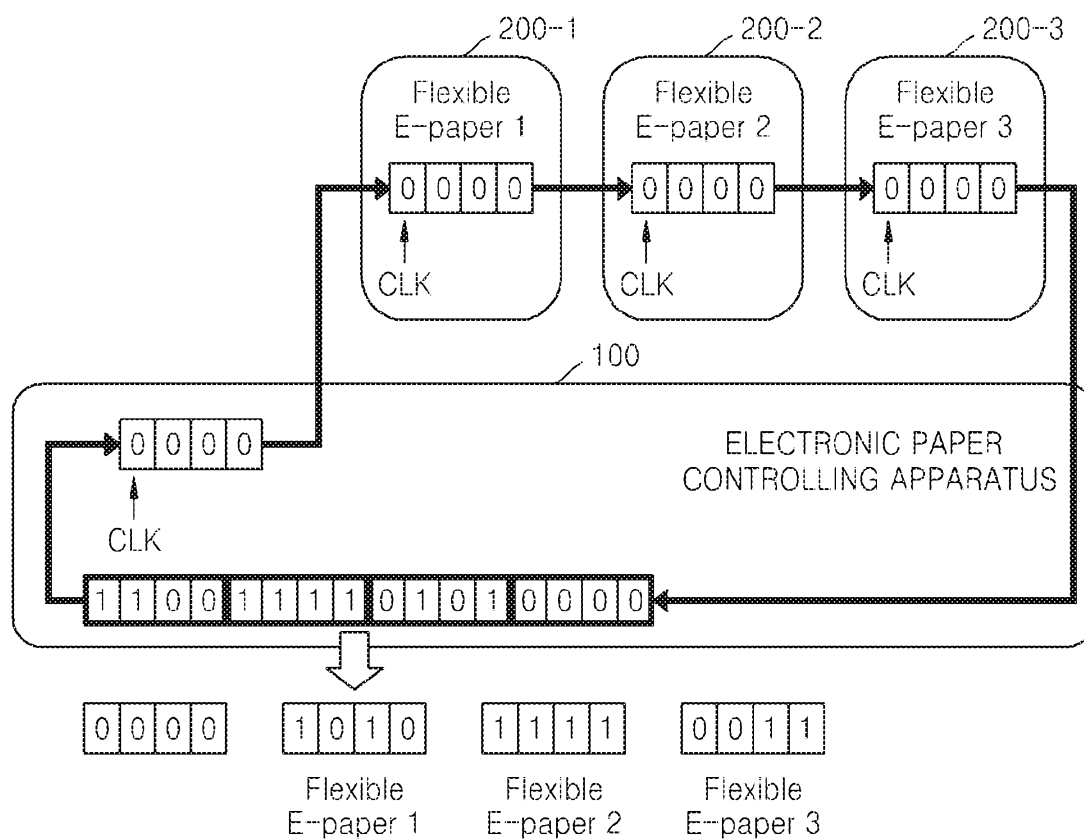 200-1 200-2 200-3
Flexible Flexible Flexible
E-paper 1 E-paper 2 E-paper 3
0 0 0 0 0 0 0 0 0 0 0 0
CLK CLK CLK
100
0 0 0 0
ELECTRONIC PAPER
CONTROLLING APPARATUS
CLK
1 1 0 0 1 1 1 1 0 1 0 1 0 0 0 0
0 0 0 0 1 0 1 0 1 1 1 1 0 0 1 1
Flexible Flexible Flexible
E-paper 1 E-paper 2 E-paper 3